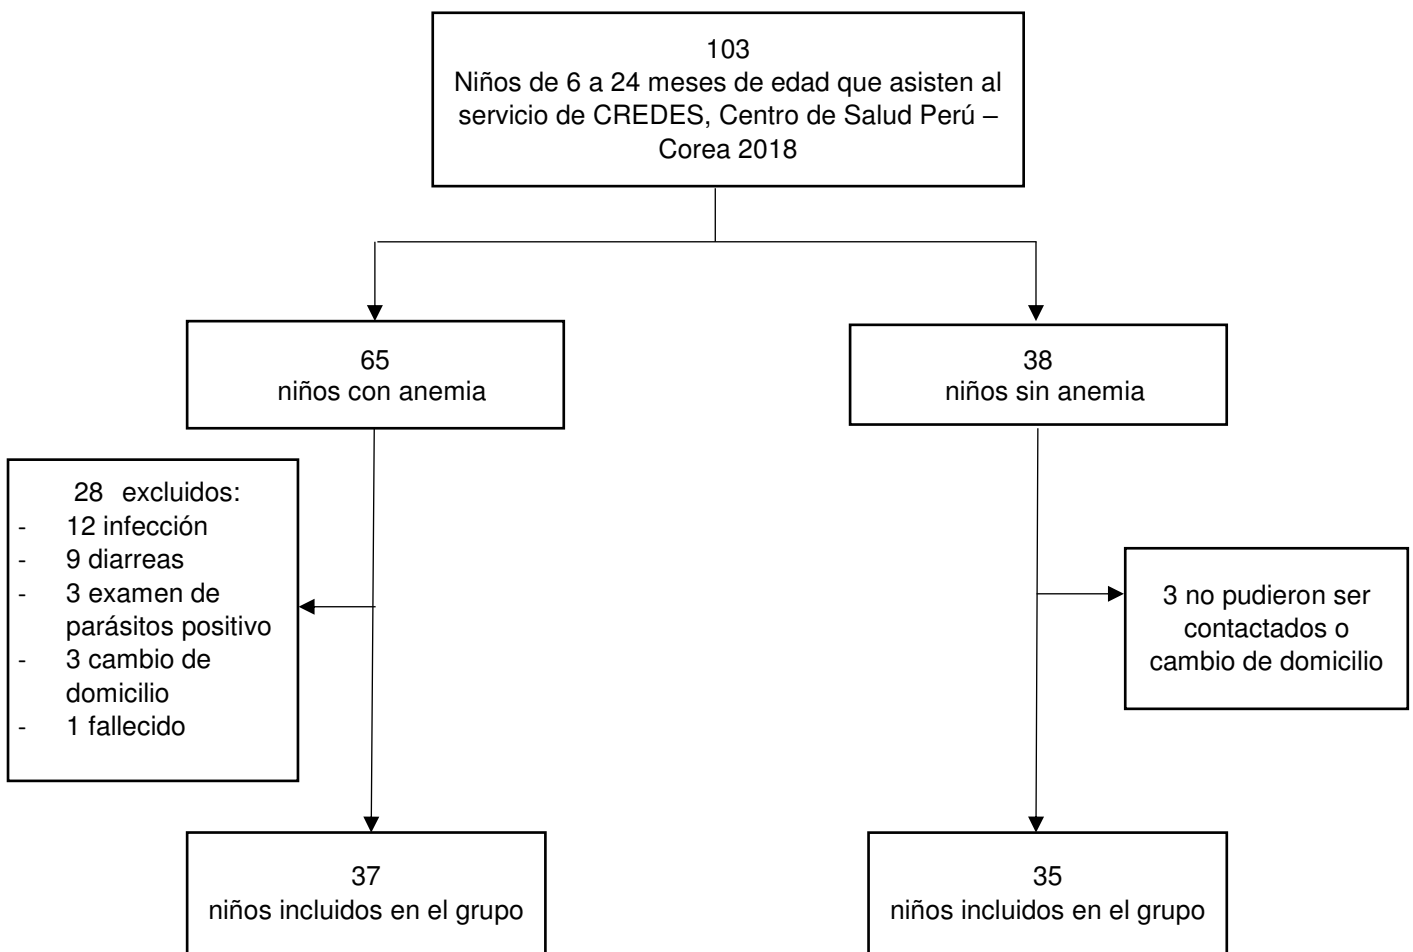 103
Niños de 6 a 24 meses de edad que asisten al
servicio de CREDES, Centro de Salud Perú –
Corea 2018
65
niños con anemia
38
niños sin anemia
28 excluidos:
- 12 infección
- 9 diarreas
- 3 examen de
parásitos positivo
- 3 cambio de
domicilio
- 1 fallecido
3 no pudieron ser
contactados o
cambio de domicilio
37
niños incluidos en el grupo
35
niños incluidos en el grupo